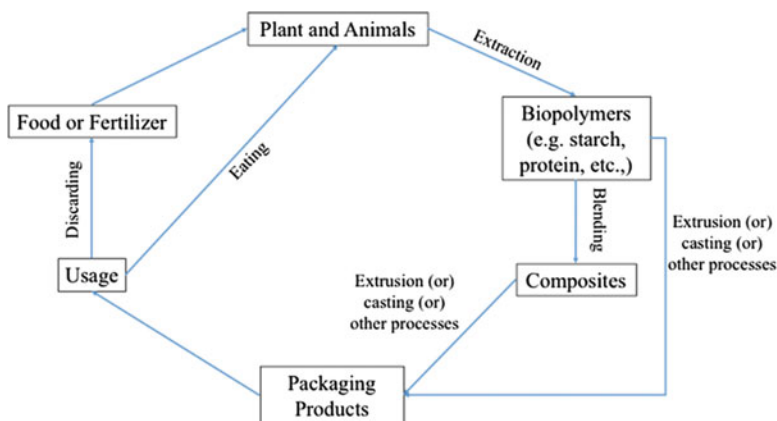 Plant and Animals
Extraction
Food or Fertilizer
Biopolymers
(e.g. starch,
protein, etc.,)
Eating
Discarding
Blending
Extrusion (or)
casting (or)
other processes
Usage
Composites
Extrusion (or)
casting (or)
other processes
Packaging
Products